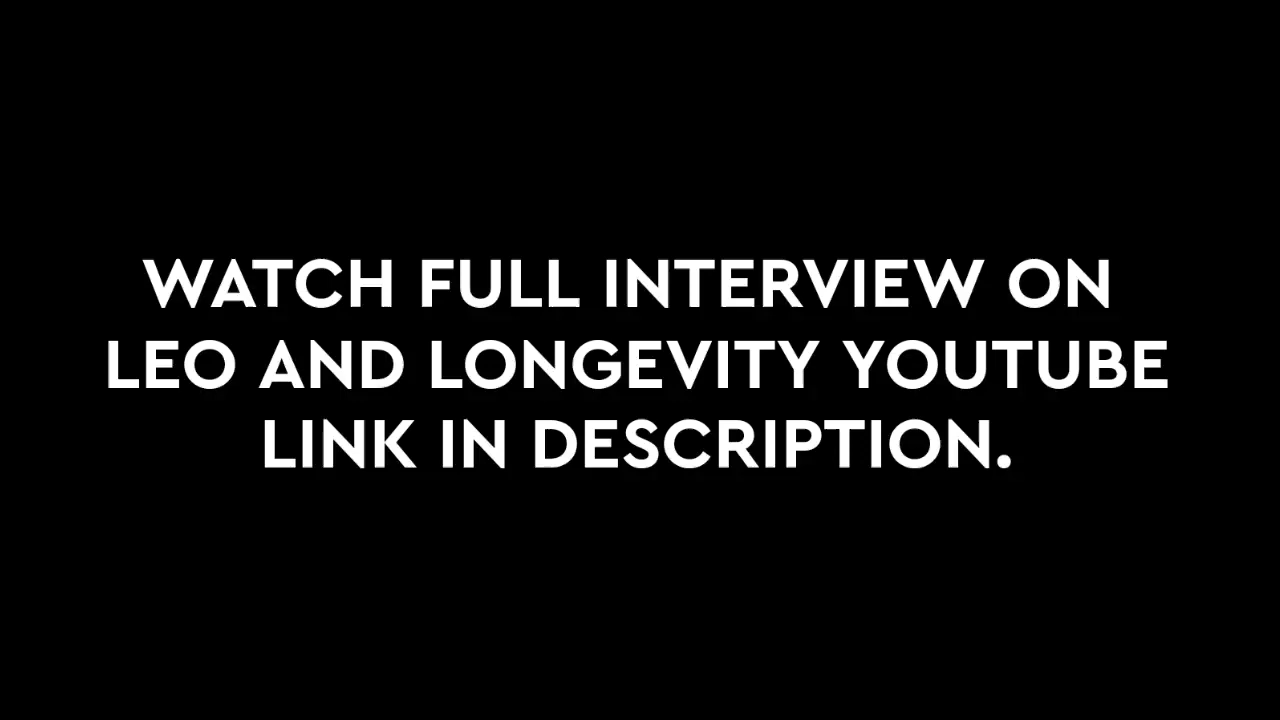 WATCH FULL INTERVIEW ON
LEO AND LONGEVITY YOUTUBE
LINK IN DESCRIPTION.